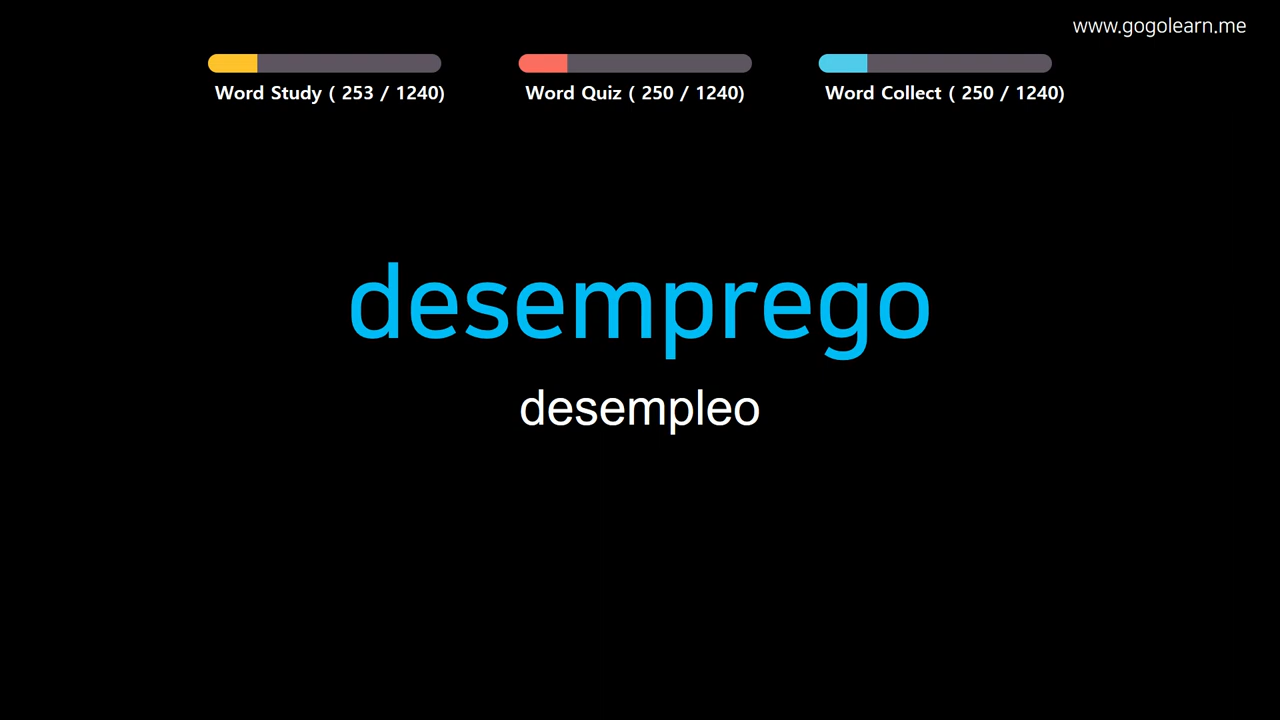 www.gogolearn.me
Word Study ( 253 / 1240)
Word Quiz ( 250 / 1240)
Word Collect ( 250 / 1240)
desemprego
desempleo